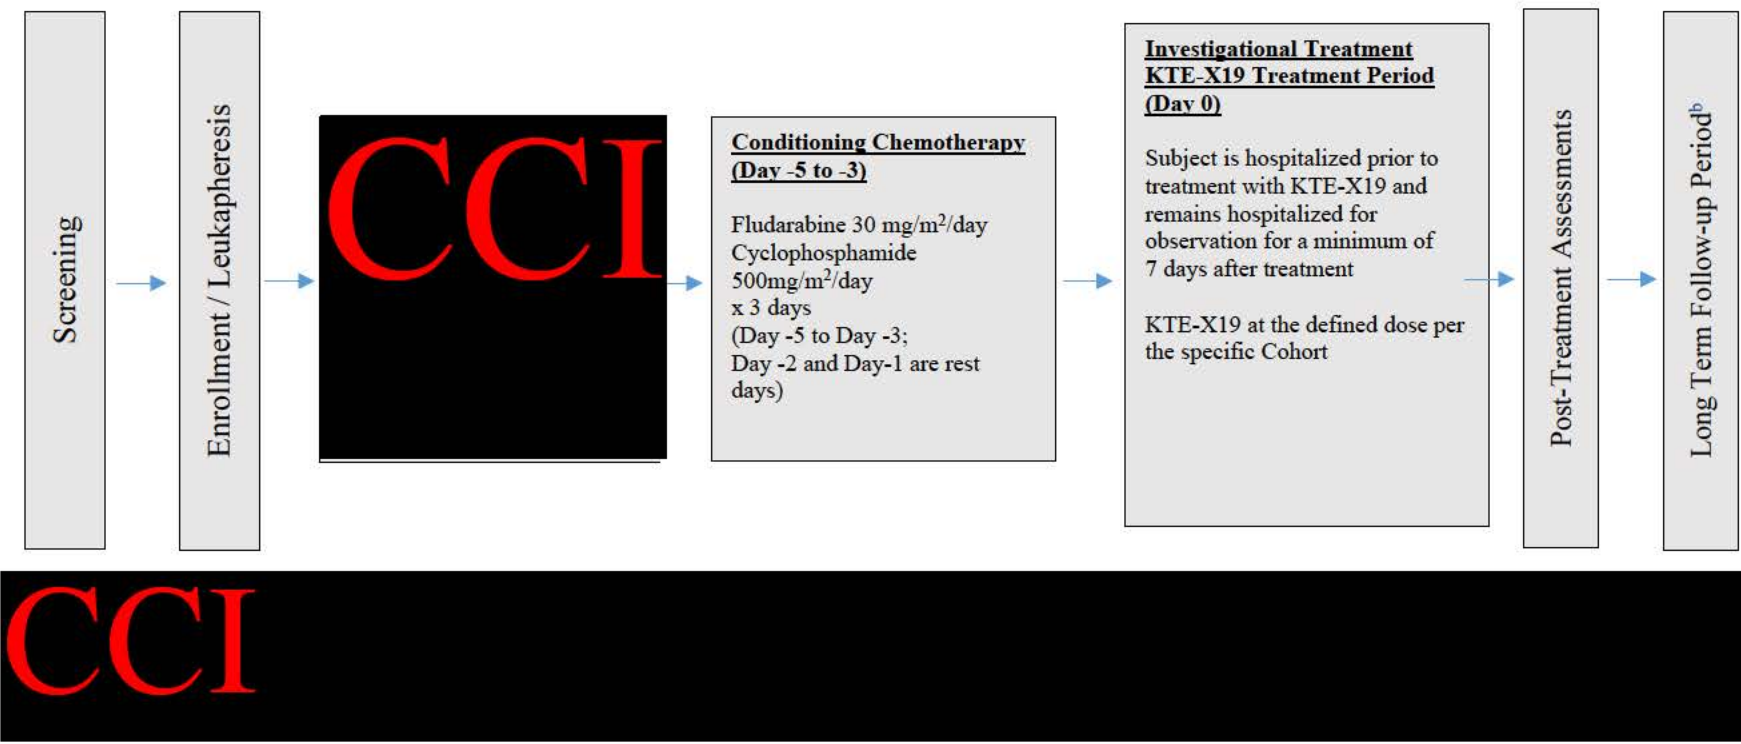 Screening
Enrollment / Leukapheresis
CCI
Conditioning Chemotherapy
(Day -5 to -3)
Fludarabine 30 mg/m²/day
Cyclophosphamide
500mg/m²/day
x 3 days
(Day -5 to Day -3;
Day -2 and Day-1 are rest
days)
Investigational Treatment
KTE-X19 Treatment Period
(Day 0)
Subject is hospitalized prior to
treatment with KTE-X19 and
remains hospitalized for
observation for a minimum of
7 days after treatment
KTE-X19 at the defined dose per
the specific Cohort
Post-Treatment Assessments
Long Term Follow-up Periodᵇ
CCI